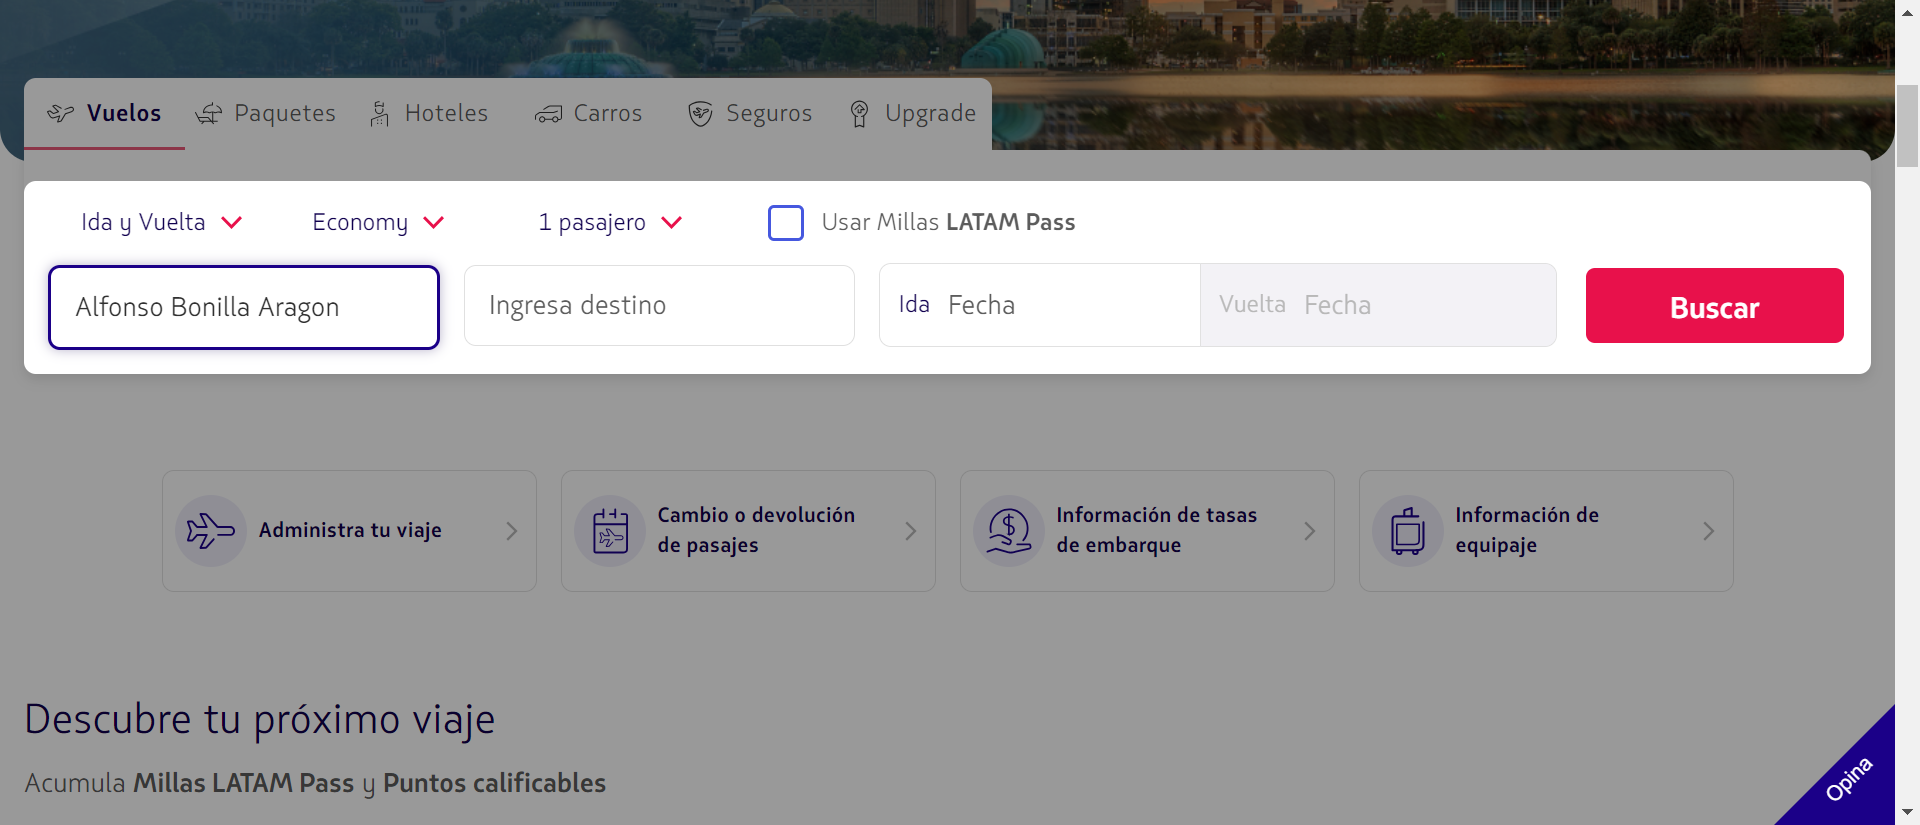 Vuelos Paquetes Hoteles Carros Seguros Upgrade
Ida y Vuelta Economy 1 pasajero Usar Millas LATAM Pass
Alfonso Bonilla Aragon Ingresa destino Ida Fecha Vuelta Fecha Buscar
Administra tu viaje
Cambio o devolución
de pasajes
Información de tasas
de embarque
Información de
equipaje
Descubre tu próximo viaje
Acumula Millas LATAM Pass y Puntos calificables
Opina